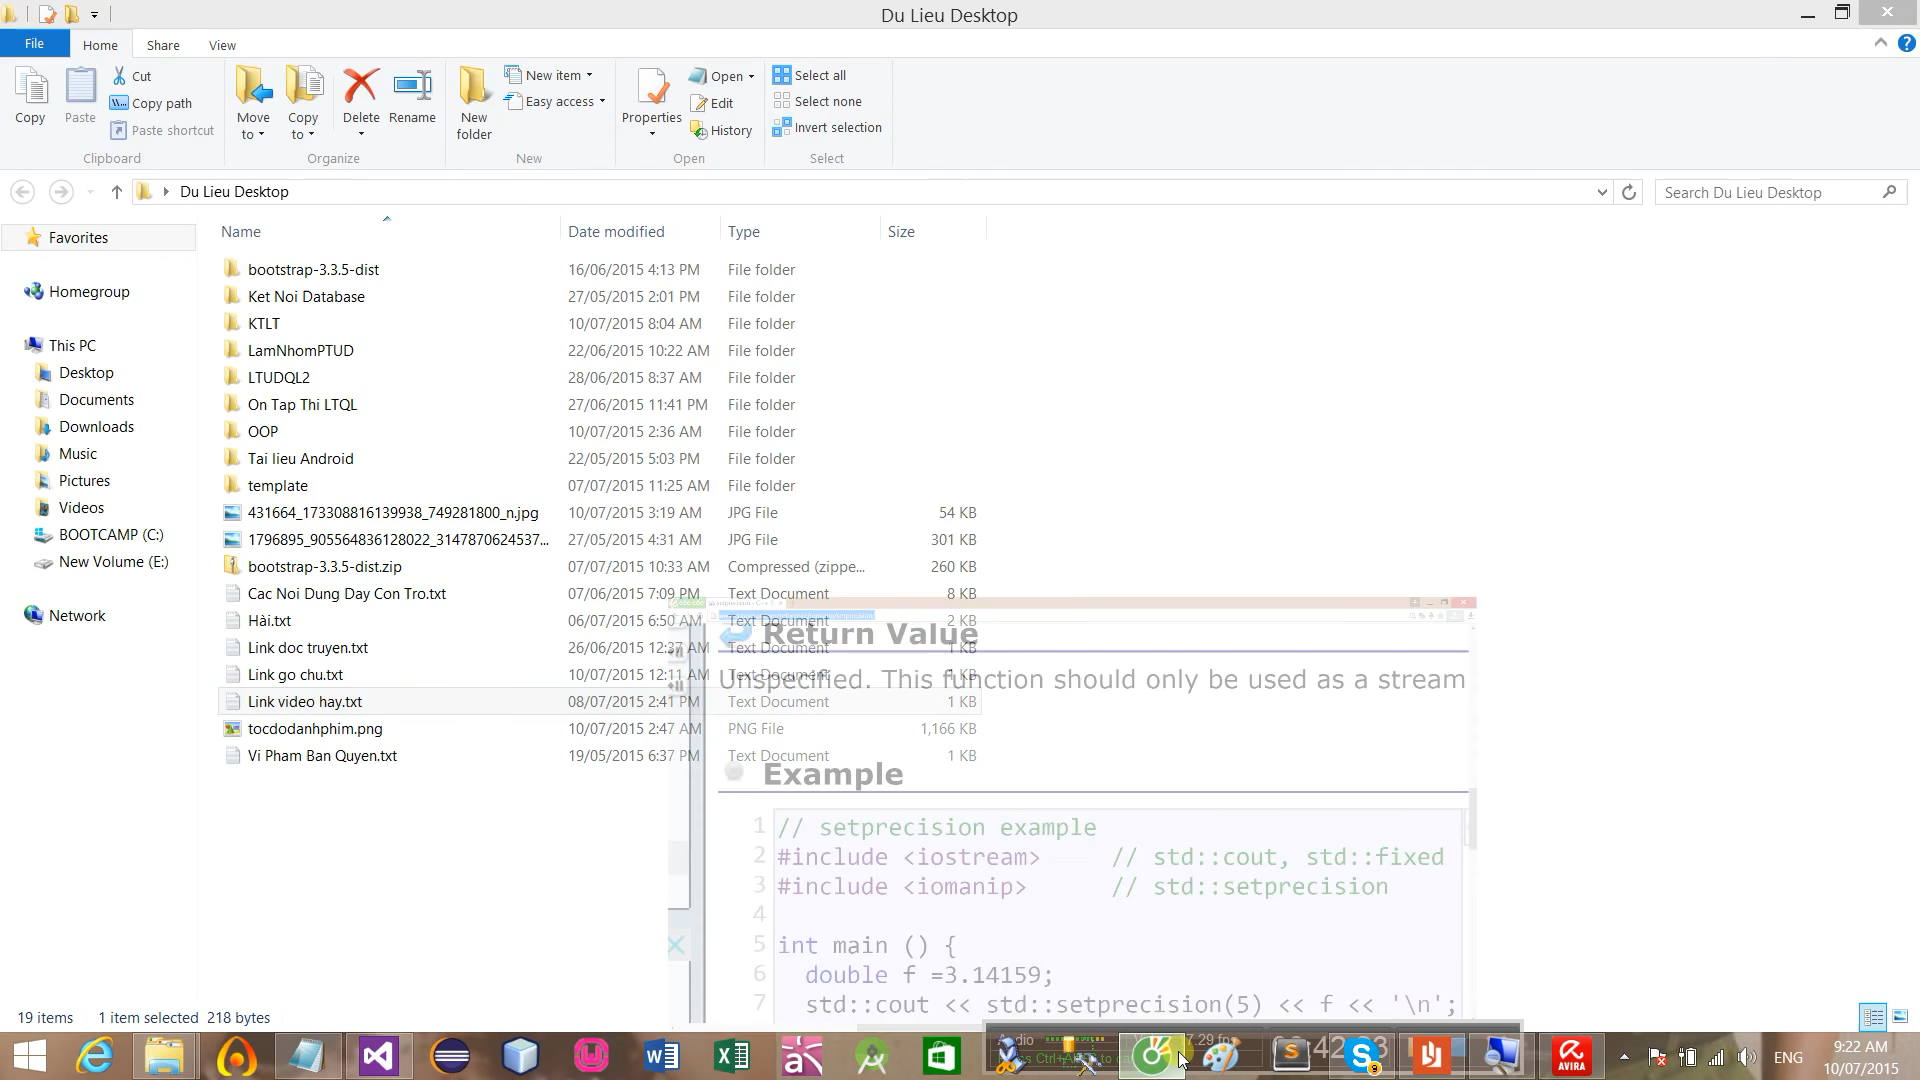 Du Lieu Desktop
File
Home
Share
View
Copy
Paste
Cut
Copy path
Paste shortcut
Clipboard
Move to
Copy to
Delete
Rename
Organize
New folder
New item
Easy access
New
Properties
Open
Edit
History
Open
Select all
Select none
Invert selection
Select
Du Lieu Desktop
Search Du Lieu Desktop
Favorites
Homegroup
This PC
Desktop
Documents
Downloads
Music
Pictures
Videos
BOOTCAMP (C:)
New Volume (E:)
Network
Name Date modified Type Size
bootstrap-3.3.5-dist 16/06/2015 4:13 PM File folder
Ket Noi Database 27/05/2015 2:01 PM File folder
KTLT 10/07/2015 8:04 AM File folder
LamNhomPTUD 22/06/2015 10:22 AM File folder
LTUDQL2 28/06/2015 8:37 AM File folder
On Tap Thi LTQL 27/06/2015 11:41 PM File folder
OOP 10/07/2015 2:36 AM File folder
Tai lieu Android 22/05/2015 5:03 PM File folder
template 07/07/2015 11:25 AM File folder
431664_173308816139938_749281800_n.jpg 10/07/2015 3:19 AM JPG File 54 KB
1796895_905564836128022_3147870624537... 27/05/2015 4:31 AM JPG File 301 KB
bootstrap-3.3.5-dist.zip 07/07/2015 10:33 AM Compressed (zippe... 260 KB
Cac Noi Dung Day Con Tro.txt 07/06/2015 7:09 PM Text Document 8 KB
Hài.txt 06/07/2015 6:50 AM Text Document 2 KB
Link doc truyen.txt 26/06/2015 12:37 AM Text Document 1 KB
Link go chu.txt 10/07/2015 12:11 AM Text Document 1 KB
Link video hay.txt 08/07/2015 2:41 PM Text Document 1 KB
tocdodanhphim.png 10/07/2015 2:47 AM PNG File 1,166 KB
Vi Pham Ban Quyen.txt 19/05/2015 6:37 PM Text Document 1 KB
Return Value
Unspecified. This function should only be used as a stream
Example
1 // setprecision example
2 #include <iostream> // std::cout, std::fixed
3 #include <iomanip> // std::setprecision
4
5 int main () {
6 double f =3.14159;
7 std::cout << std::setprecision(5) << f << '\n';
19 items 1 item selected 218 bytes
AVIRA
ENG
9:22 AM
10/07/2015